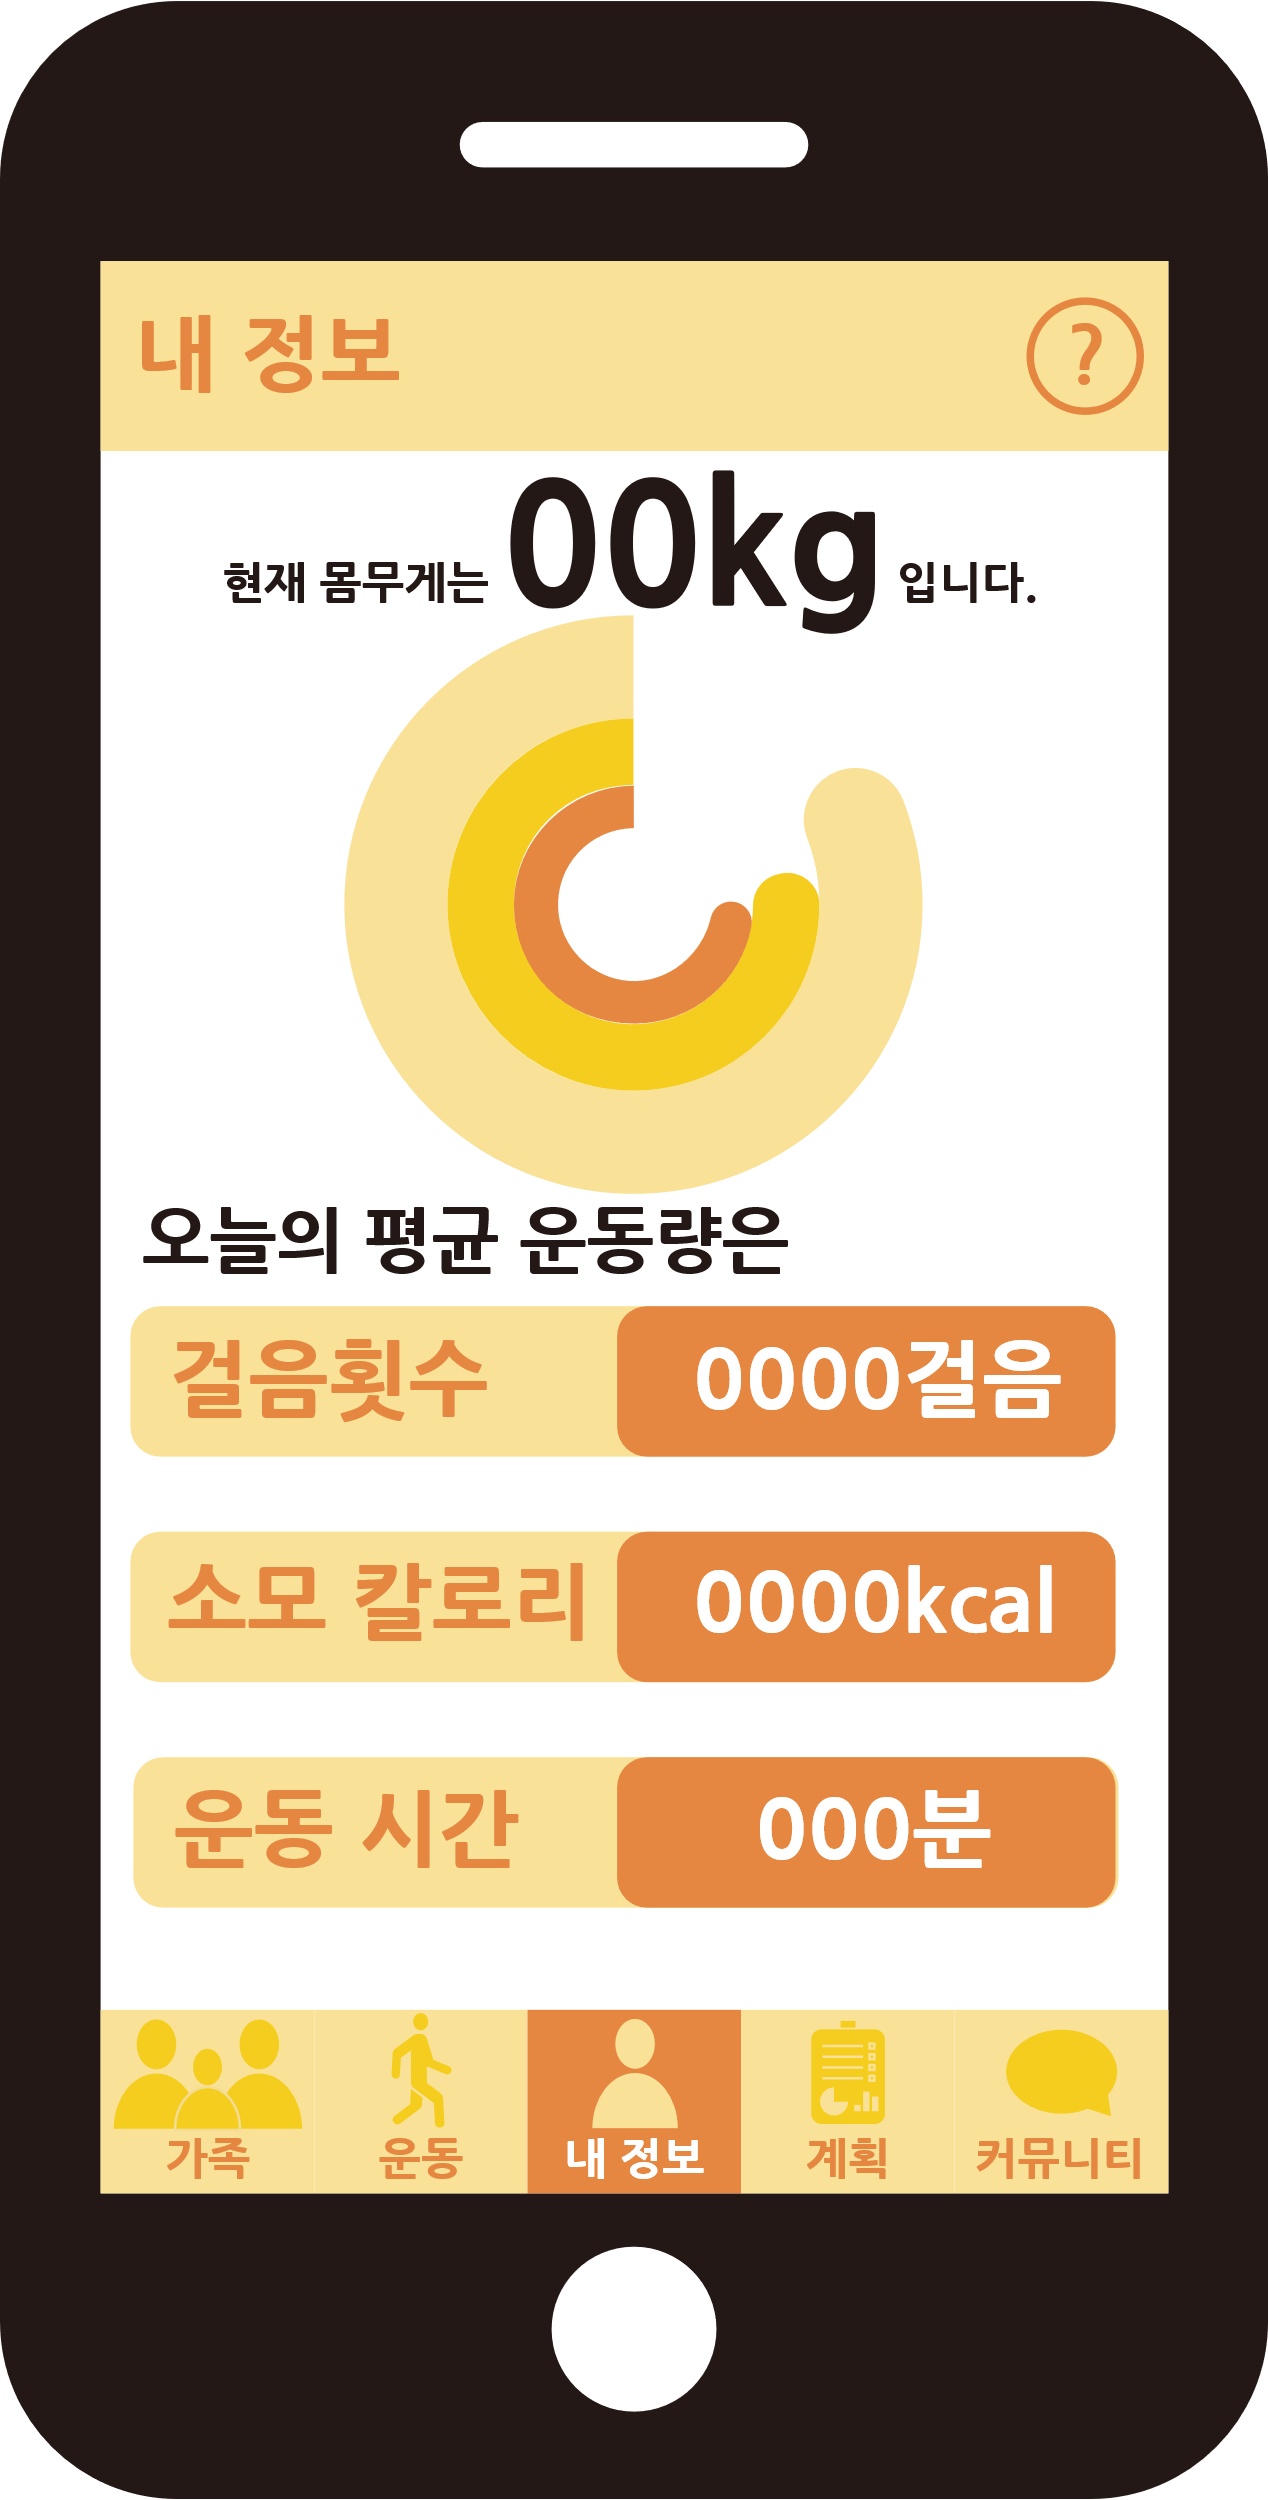 내 정보
?
현재 몸무게는 00kg 입니다.
오늘의 평균 운동량은
걸음횟수 0000걸음
소모 칼로리 0000kcal
운동 시간 000분
가족 운동 내 정보 계획 커뮤니티